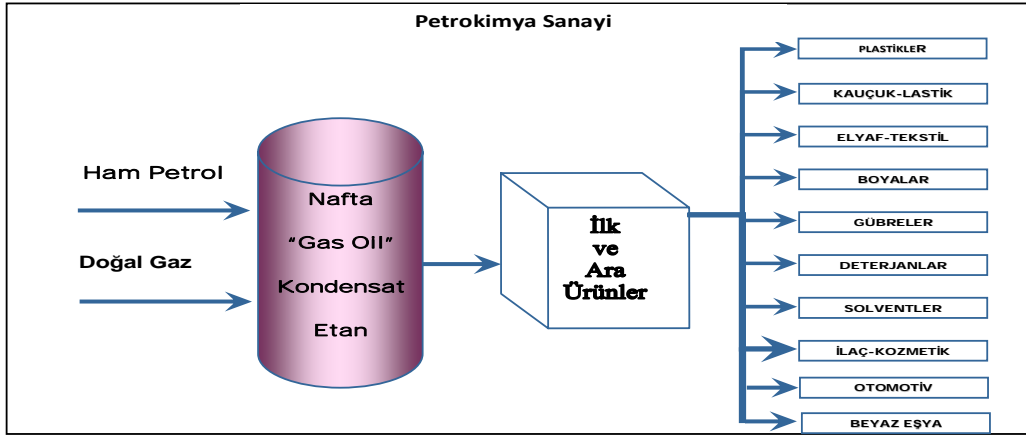 Petrokimya Sanayi
Ham Petrol
Doğal Gaz
Nafta
“Gas Oıl”
Kondensat
Etan
İlk
ve
Ara
Ürünler
PLASTİKLER
KAUÇUK-LASTİK
ELYAF-TEKSTİL
BOYALAR
GÜBRELER
DETERJANLAR
SOLVENTLER
İLAÇ-KOZMETİK
OTOMOTİV
BEYAZ EŞYA